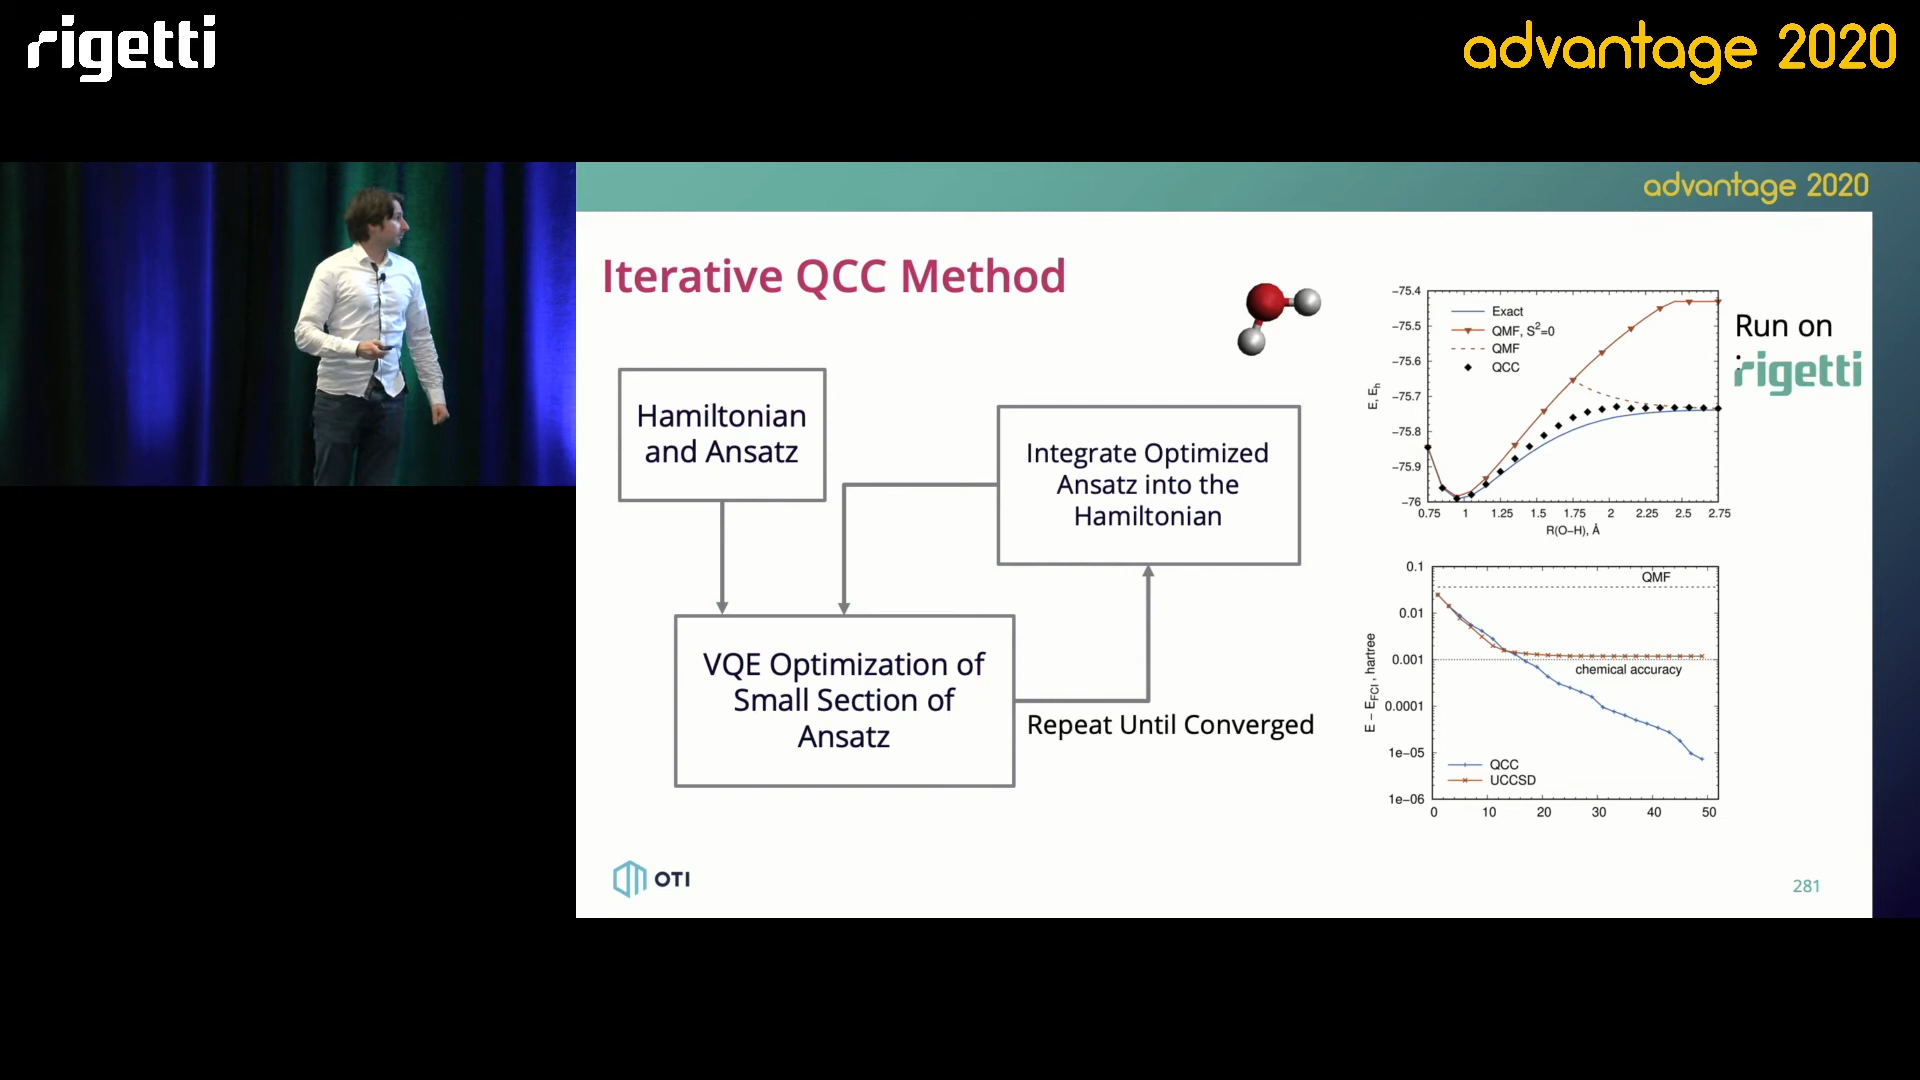 rigetti
advantage 2020
advantage 2020
Iterative QCC Method
Hamiltonian
and Ansatz
Integrate Optimized
Ansatz into the
Hamiltonian
VQE Optimization of
Small Section of
Ansatz
Repeat Until Converged
Run on
rigetti
−75.4
−75.5
−75.6
−75.7
−75.8
−75.9
−76
E, Eh
Exact
QMF, S²=0
QMF
QCC
0.75 1 1.25 1.5 1.75 2 2.25 2.5 2.75
R(O−H), Å
0.1
0.01
0.001
0.0001
1e−05
1e−06
E − EFCI, hartree
QMF
chemical accuracy
QCC
UCCSD
0 10 20 30 40 50
OTI
281